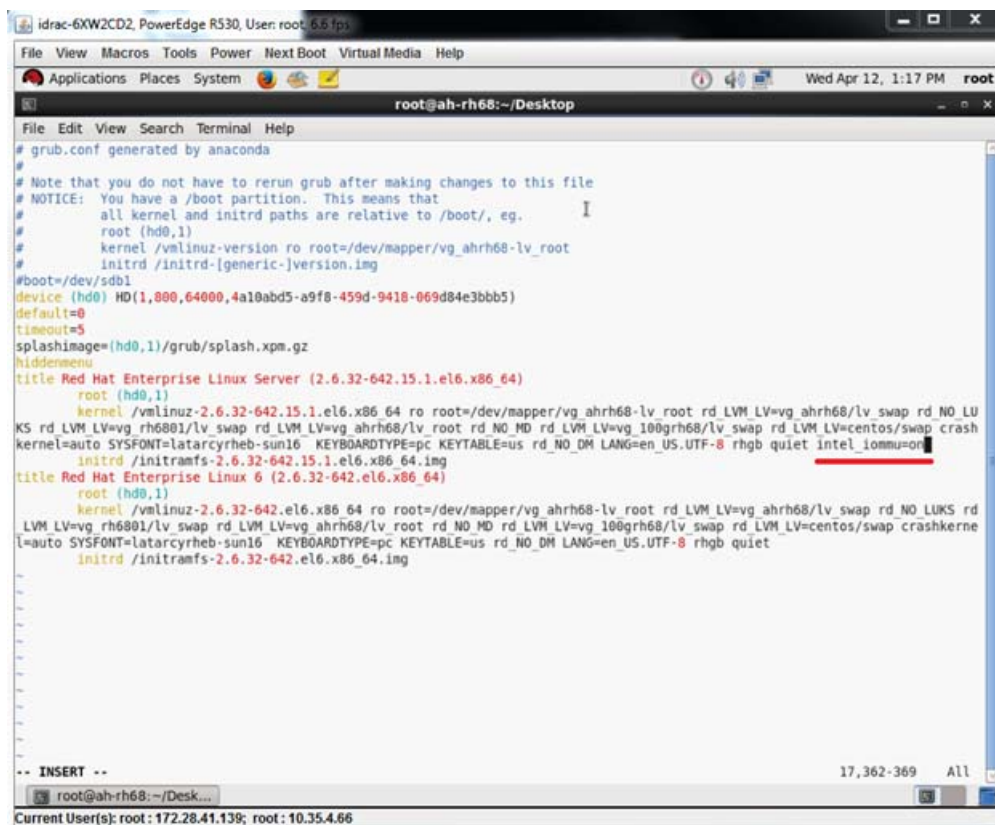 idrac-6XW2CD2, PowerEdge R530, User: root, 6.6 fps
File View Macros Tools Power Next Boot Virtual Media Help
Applications Places System Wed Apr 12, 1:17 PM root
root@ah-rh68:~/Desktop
File Edit View Search Terminal Help
# grub.conf generated by anaconda
#
# Note that you do not have to rerun grub after making changes to this file
# NOTICE: You have a /boot partition. This means that
# all kernel and initrd paths are relative to /boot/, eg.
# root (hd0,1)
# kernel /vmlinuz-version ro root=/dev/mapper/vg_ahrh68-lv_root
# initrd /initrd-[generic-]version.img
#boot=/dev/sdb1
device (hd0) HD(1,800,64000,4a10abd5-a9f8-459d-9418-069d84e3bbb5)
default=0
timeout=5
splashimage=(hd0,1)/grub/splash.xpm.gz
hiddenmenu
title Red Hat Enterprise Linux Server (2.6.32-642.15.1.el6.x86_64)
root (hd0,1)
kernel /vmlinuz-2.6.32-642.15.1.el6.x86_64 ro root=/dev/mapper/vg_ahrh68-lv_root rd_LVM_LV=vg_ahrh68/lv_swap rd_NO_LU
KS rd_LVM_LV=vg_rh6801/lv_swap rd_LVM_LV=vg_ahrh68/lv_root rd_NO_MD rd_LVM_LV=vg_100grh68/lv_swap rd_LVM_LV=centos/swap crash
kernel=auto SYSFONT=latarcyrheb-sun16 KEYBOARDTYPE=pc KEYTABLE=us rd_NO_DM LANG=en_US.UTF-8 rhgb quiet intel_iommu=on
initrd /initramfs-2.6.32-642.15.1.el6.x86_64.img
title Red Hat Enterprise Linux 6 (2.6.32-642.el6.x86_64)
root (hd0,1)
kernel /vmlinuz-2.6.32-642.el6.x86_64 ro root=/dev/mapper/vg_ahrh68-lv_root rd_LVM_LV=vg_ahrh68/lv_swap rd_NO_LUKS rd
_LVM_LV=vg_rh6801/lv_swap rd_LVM_LV=vg_ahrh68/lv_root rd_NO_MD rd_LVM_LV=vg_100grh68/lv_swap rd_LVM_LV=centos/swap crashkerne
l=auto SYSFONT=latarcyrheb-sun16 KEYBOARDTYPE=pc KEYTABLE=us rd_NO_DM LANG=en_US.UTF-8 rhgb quiet
initrd /initramfs-2.6.32-642.el6.x86_64.img
~
~
~
~
~
~
~
~
~
~
~
-- INSERT -- 17,362-369 All
root@ah-rh68:~/Desk...
Current User(s): root : 172.28.41.139; root : 10.35.4.66